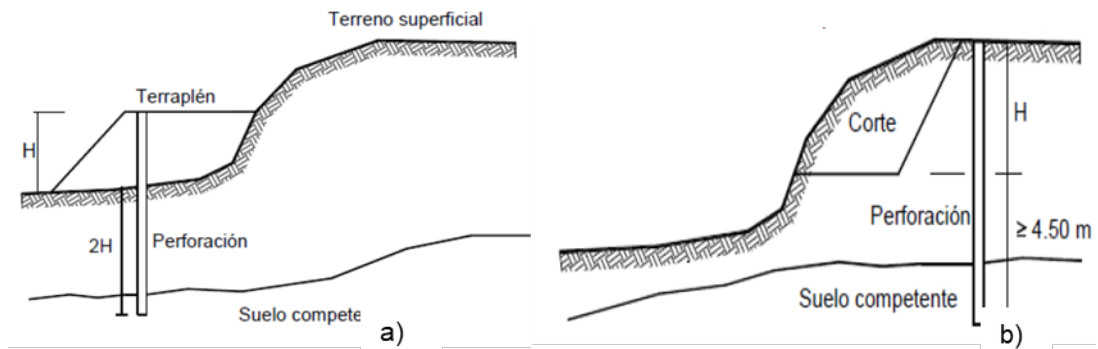 Terreno superficial
Terraplén
H
2H
Perforación
Suelo compete
a)
Corte
H
Perforación
≥ 4.50 m
Suelo competente
b)